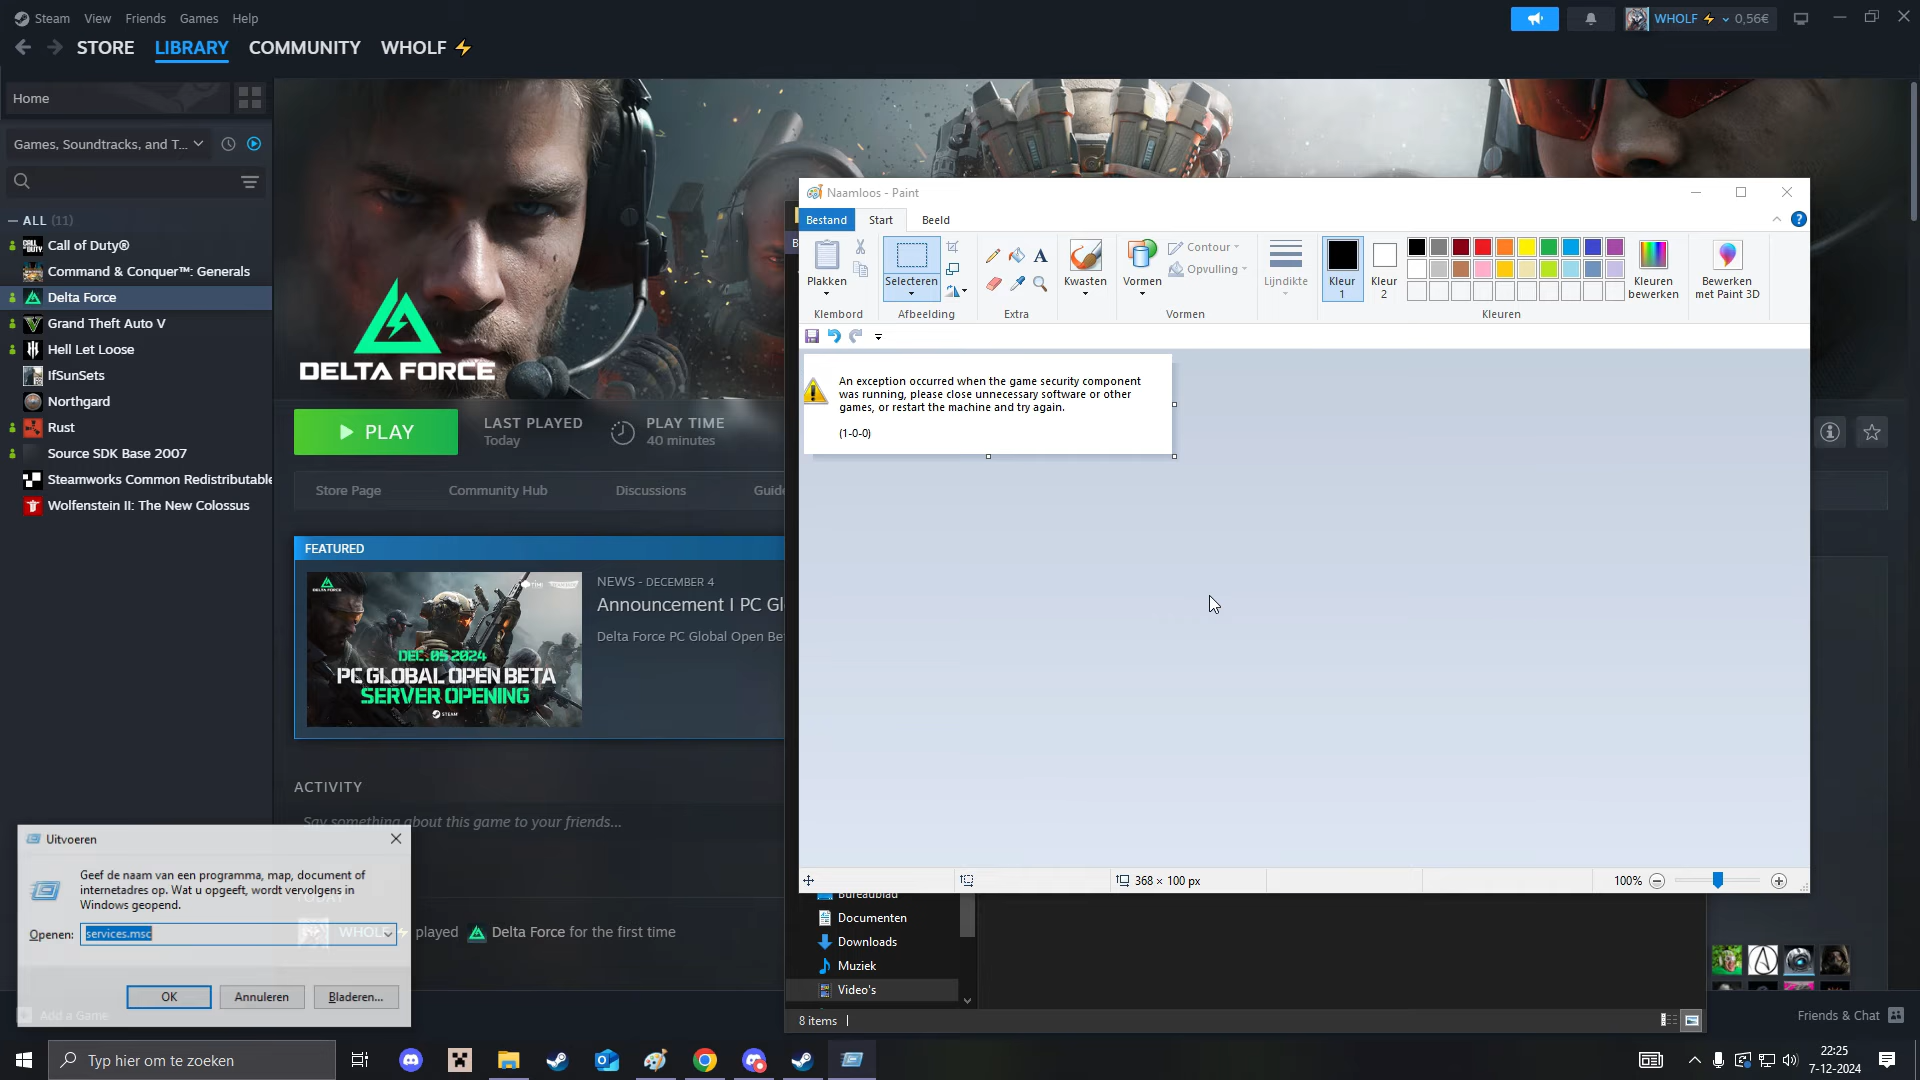 Steam View Friends Games Help
WHOLF 0,56€
STORE LIBRARY COMMUNITY WHOLF
Home
Games, Soundtracks, and T...
ALL (11)
Call of Duty®
Command & Conquer™: Generals
Delta Force
Grand Theft Auto V
Hell Let Loose
IfSunSets
Northgard
Rust
Source SDK Base 2007
Steamworks Common Redistributable
Wolfenstein II: The New Colossus
DELTA FORCE
PLAY
LAST PLAYED
Today
PLAY TIME
40 minutes
Store Page Community Hub Discussions Guid
FEATURED
DELTA FORCE
DEC.05.2024
PC GLOBAL OPEN BETA
SERVER OPENING
STEAM
NEWS - DECEMBER 4
Announcement I PC Gl
Delta Force PC Global Open Be
ACTIVITY
Say something about this game to your friends...
TODAY
WHOLF played Delta Force for the first time
Add a Game
Friends & Chat
Naamloos - Paint
Bestand Start Beeld
Plakken
Klembord
Selecteren
Afbeelding
A
Extra
Kwasten
Vormen
Contour
Opvulling
Vormen
Lijndikte
Kleur 1
Kleur 2
Kleuren bewerken
Kleuren
Bewerken met Paint 3D
An exception occurred when the game security component
was running, please close unnecessary software or other
games, or restart the machine and try again.
(1-0-0)
368 × 100 px
100%
Bureaublad
Documenten
Downloads
Muziek
Video's
8 items
Uitvoeren
Geef de naam van een programma, map, document of
internetadres op. Wat u opgeeft, wordt vervolgens in
Windows geopend.
Openen: services.msc
OK Annuleren Bladeren...
Typ hier om te zoeken
22:25
7-12-2024